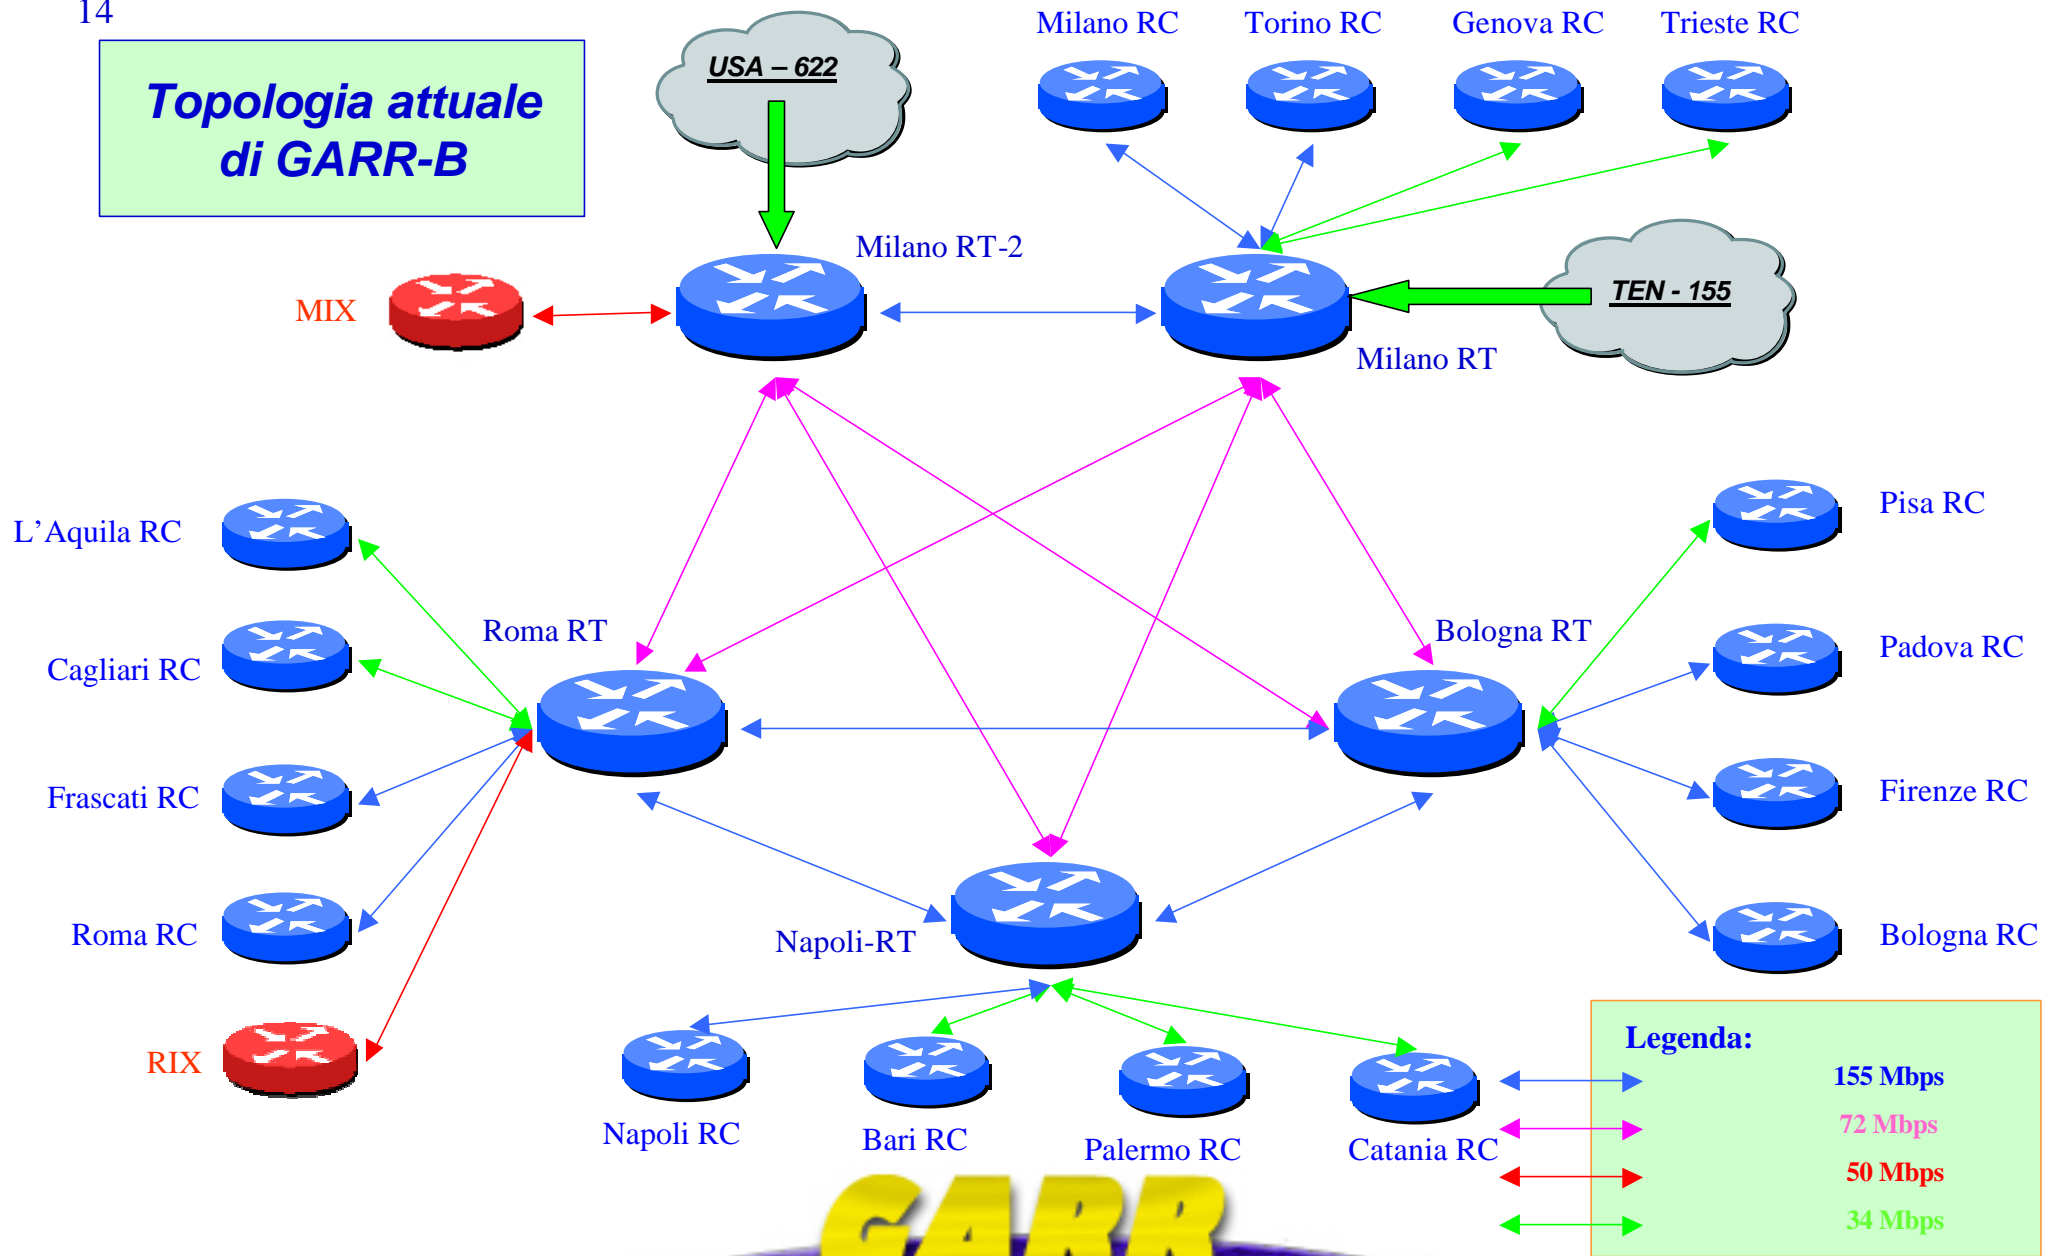 14
Topologia attuale
di GARR-B
USA – 622
Milano RC
Torino RC
Genova RC
Trieste RC
Milano RT-2
MIX
TEN - 155
Milano RT
L’Aquila RC
Pisa RC
Roma RT
Bologna RT
Cagliari RC
Padova RC
Frascati RC
Firenze RC
Roma RC
Napoli-RT
Bologna RC
RIX
Napoli RC
Bari RC
Palermo RC
Catania RC
Legenda:
155 Mbps
72 Mbps
50 Mbps
34 Mbps
GARR